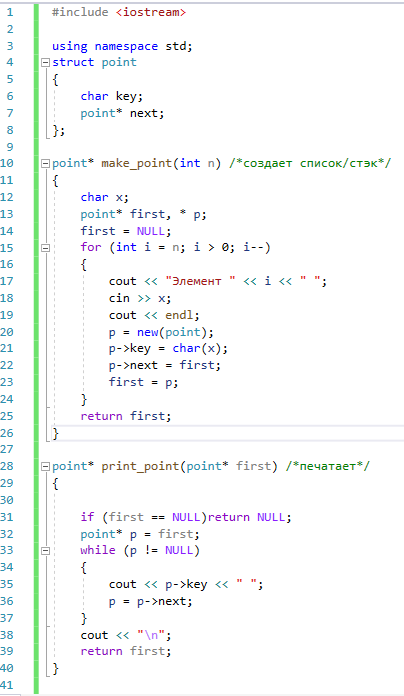 1 #include <iostream>
2
3 using namespace std;
4 struct point
5 {
6 char key;
7 point* next;
8 };
9
10 point* make_point(int n) /*создает список/стэк*/
11 {
12 char x;
13 point* first, * p;
14 first = NULL;
15 for (int i = n; i > 0; i--)
16 {
17 cout << "Элемент " << i << " ";
18 cin >> x;
19 cout << endl;
20 p = new(point);
21 p->key = char(x);
22 p->next = first;
23 first = p;
24 }
25 return first;
26 }
27
28 point* print_point(point* first) /*печатает*/
29 {
30
31 if (first == NULL)return NULL;
32 point* p = first;
33 while (p != NULL)
34 {
35 cout << p->key << " ";
36 p = p->next;
37 }
38 cout << "\n";
39 return first;
40 }
41